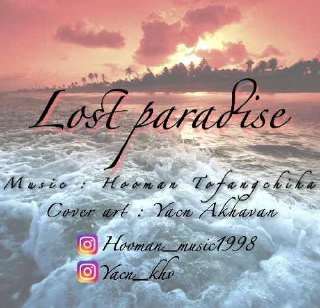 Lost paradise
Music : Hooman Tofangchiha
Cover art : Yacn Akhavan
Hooman_music1998
Yacn_khv